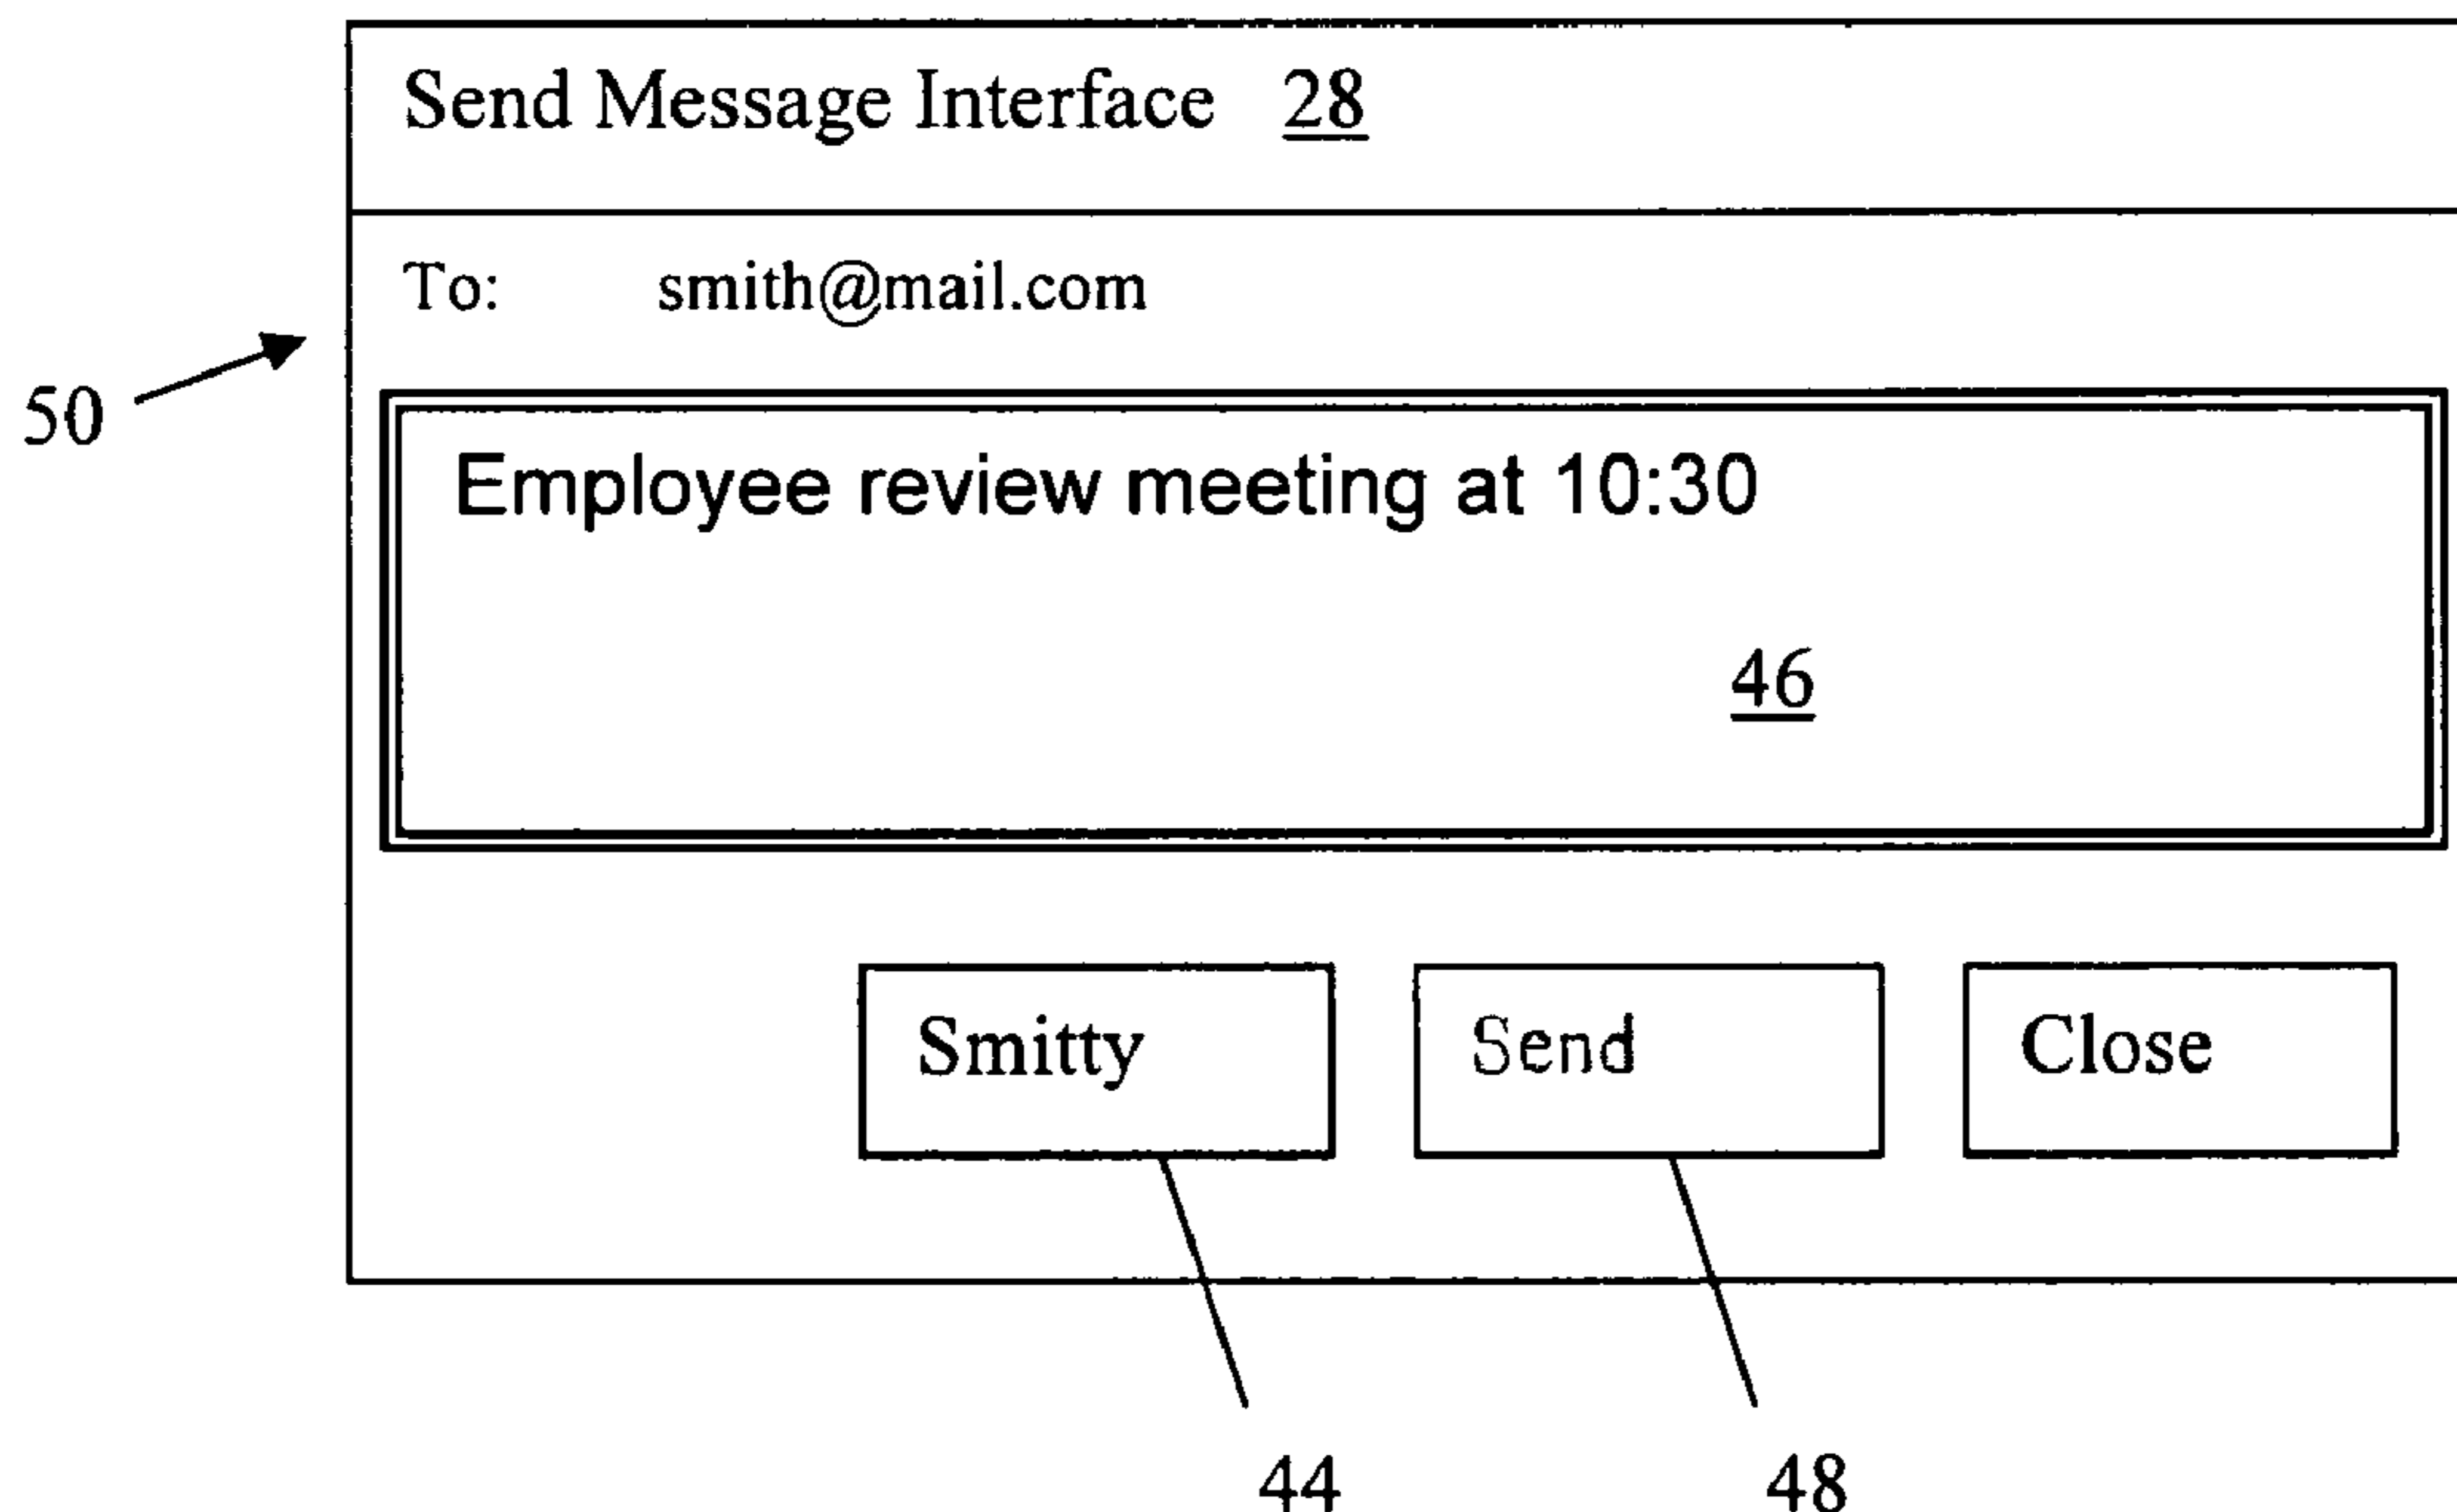 Send Message Interface 28
To: smith@mail.com
50
Employee review meeting at 10:30
46
Smitty Send Close
44 48